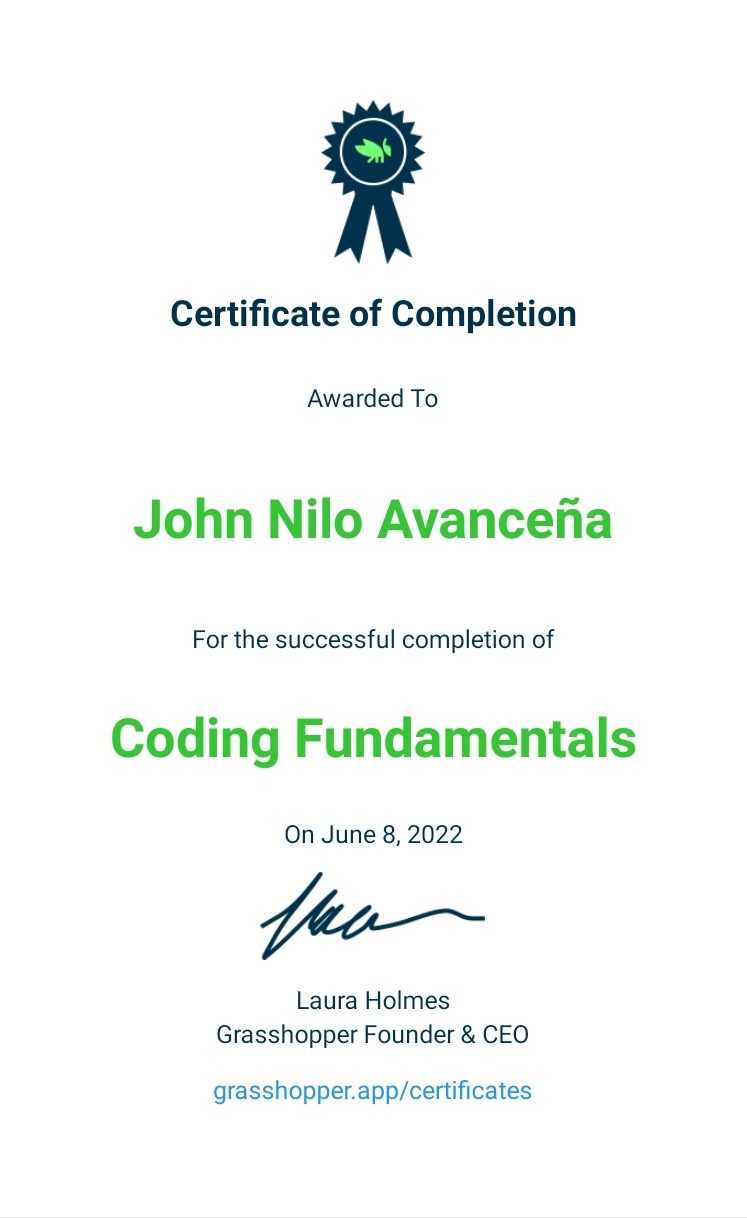 Certificate of Completion
Awarded To
John Nilo Avanceña
For the successful completion of
Coding Fundamentals
On June 8, 2022
Laura Holmes
Grasshopper Founder & CEO
grasshopper.app/certificates